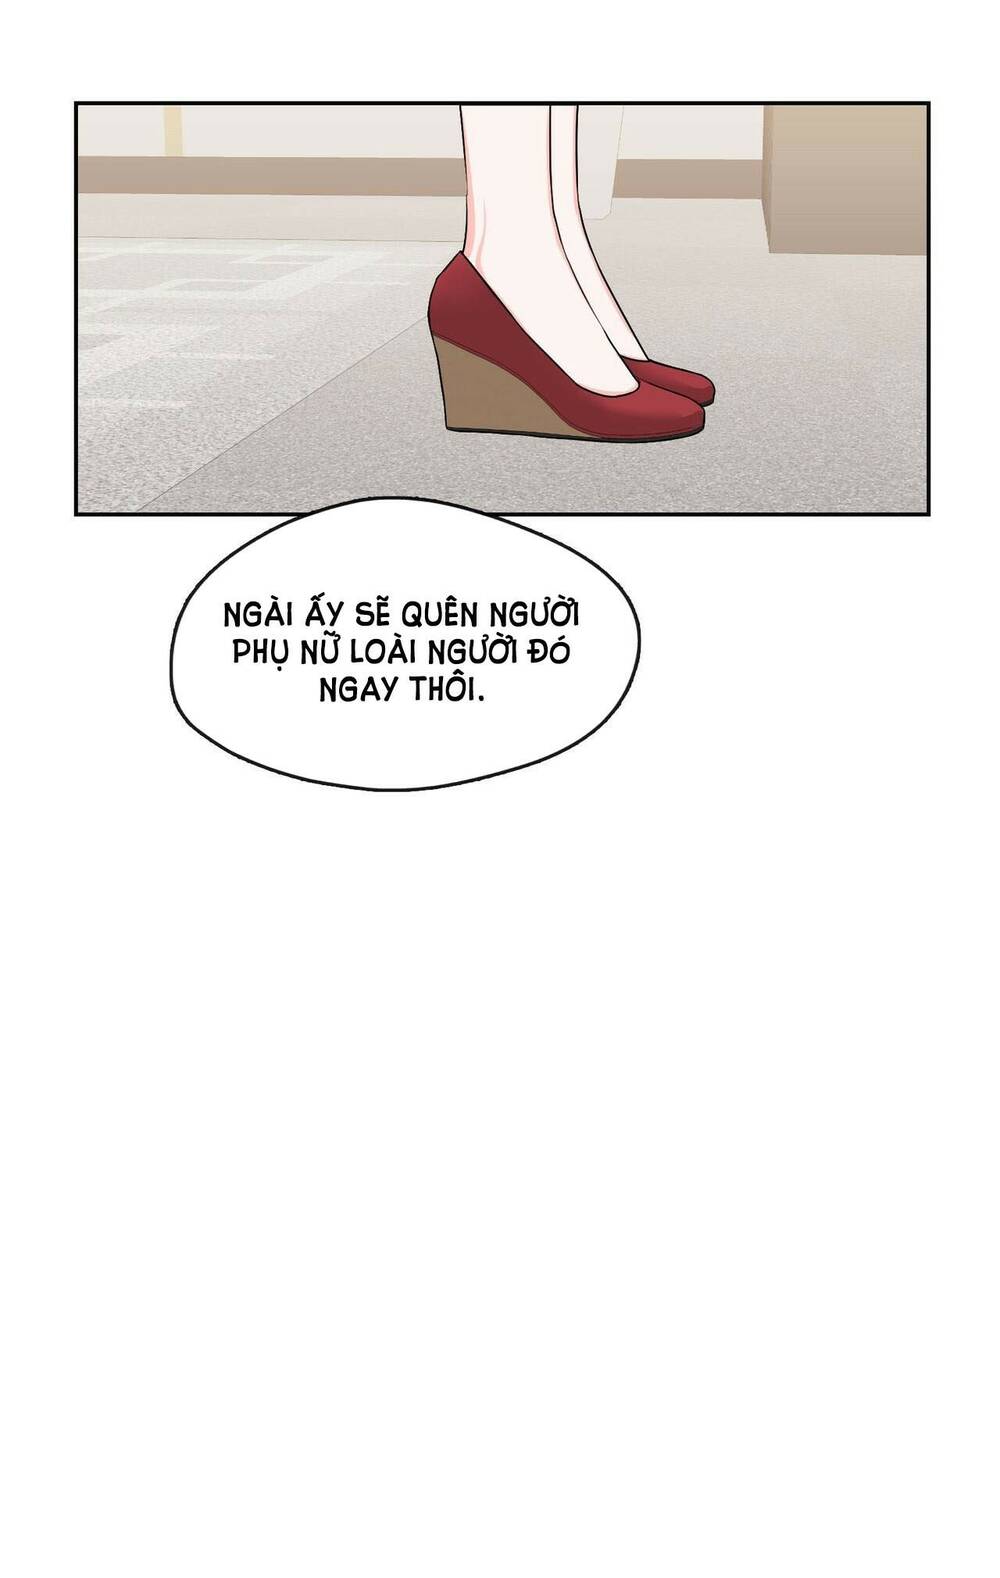 NGÀI ẤY SẼ QUÊN NGƯỜI
PHỤ NỮ LOÀI NGƯỜI ĐÓ
NGAY THÔI.